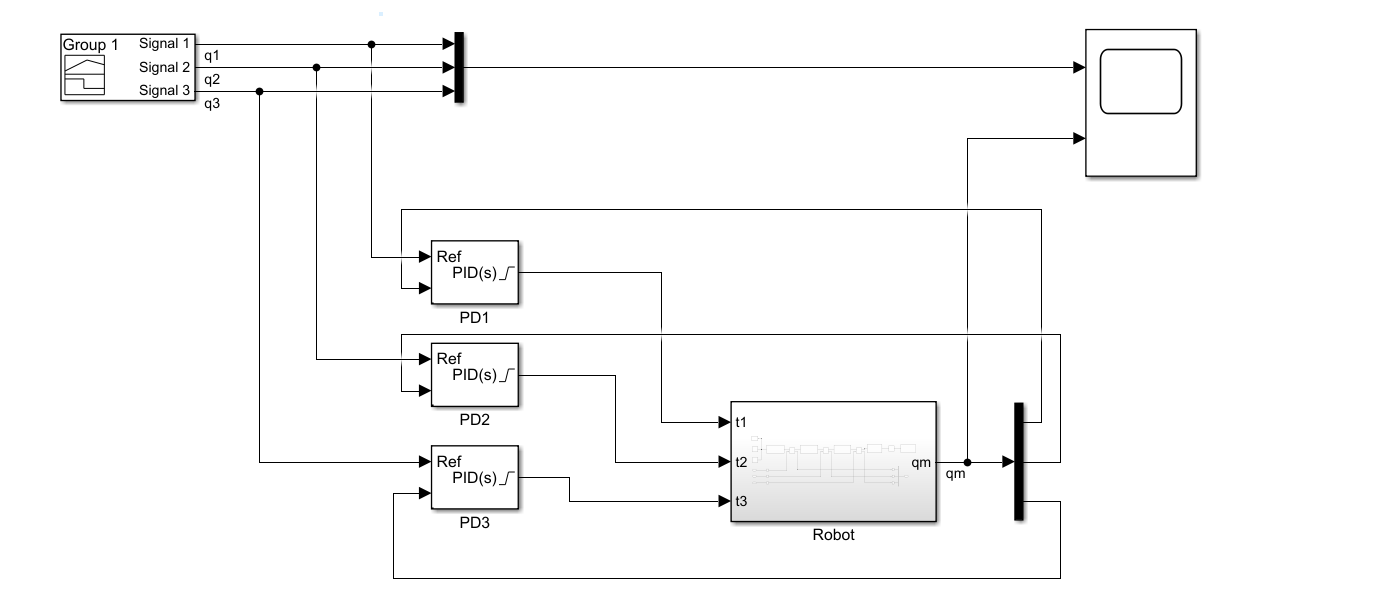 Group 1
Signal 1
q1
Signal 2
q2
Signal 3
q3
Ref
PID(s)
PD1
Ref
PID(s)
PD2
Ref
PID(s)
PD3
t1
t2
t3
qm
qm
Robot